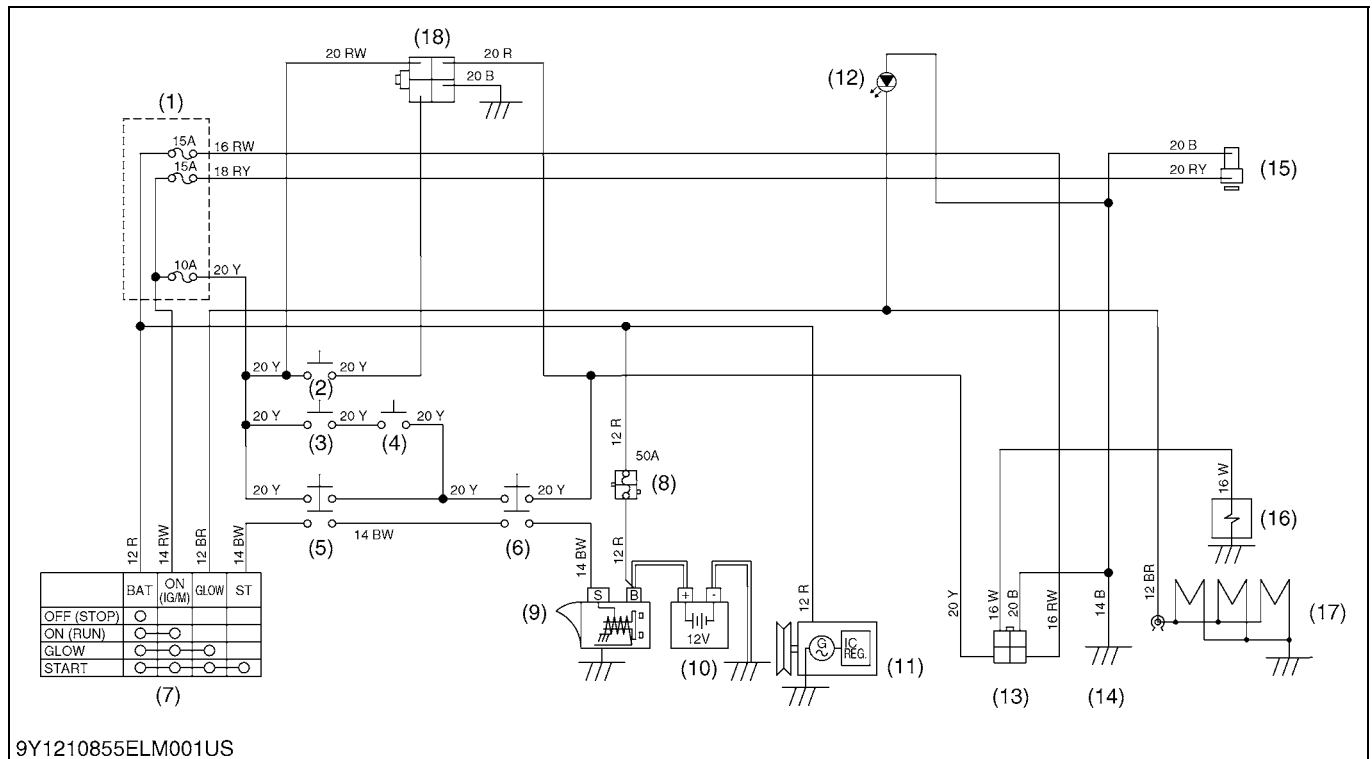 (18)
20 RW
20 R
20 B
(12)
(1)
15A
16 RW
15A
18 RY
20 B
20 RY
(15)
10A
20 Y
20 Y
20 Y
(2)
20 Y
20 Y
20 Y
(3)
(4)
12 R
50A
(8)
20 Y
20 Y
20 Y
14 BW
(5)
(6)
16 W
(16)
12 R
14 RW
12 BR
14 BW
14 BW
12 R
12 R
20 Y
16 W
20 B
16 RW
14 B
12 BR
BAT
ON
(IG/M)
GLOW
ST
OFF (STOP)
ON (RUN)
GLOW
START
(7)
(9)
S
B
+
-
12V
(10)
G
IC
REG.
(11)
(13)
(14)
(17)
9Y1210855ELM001US